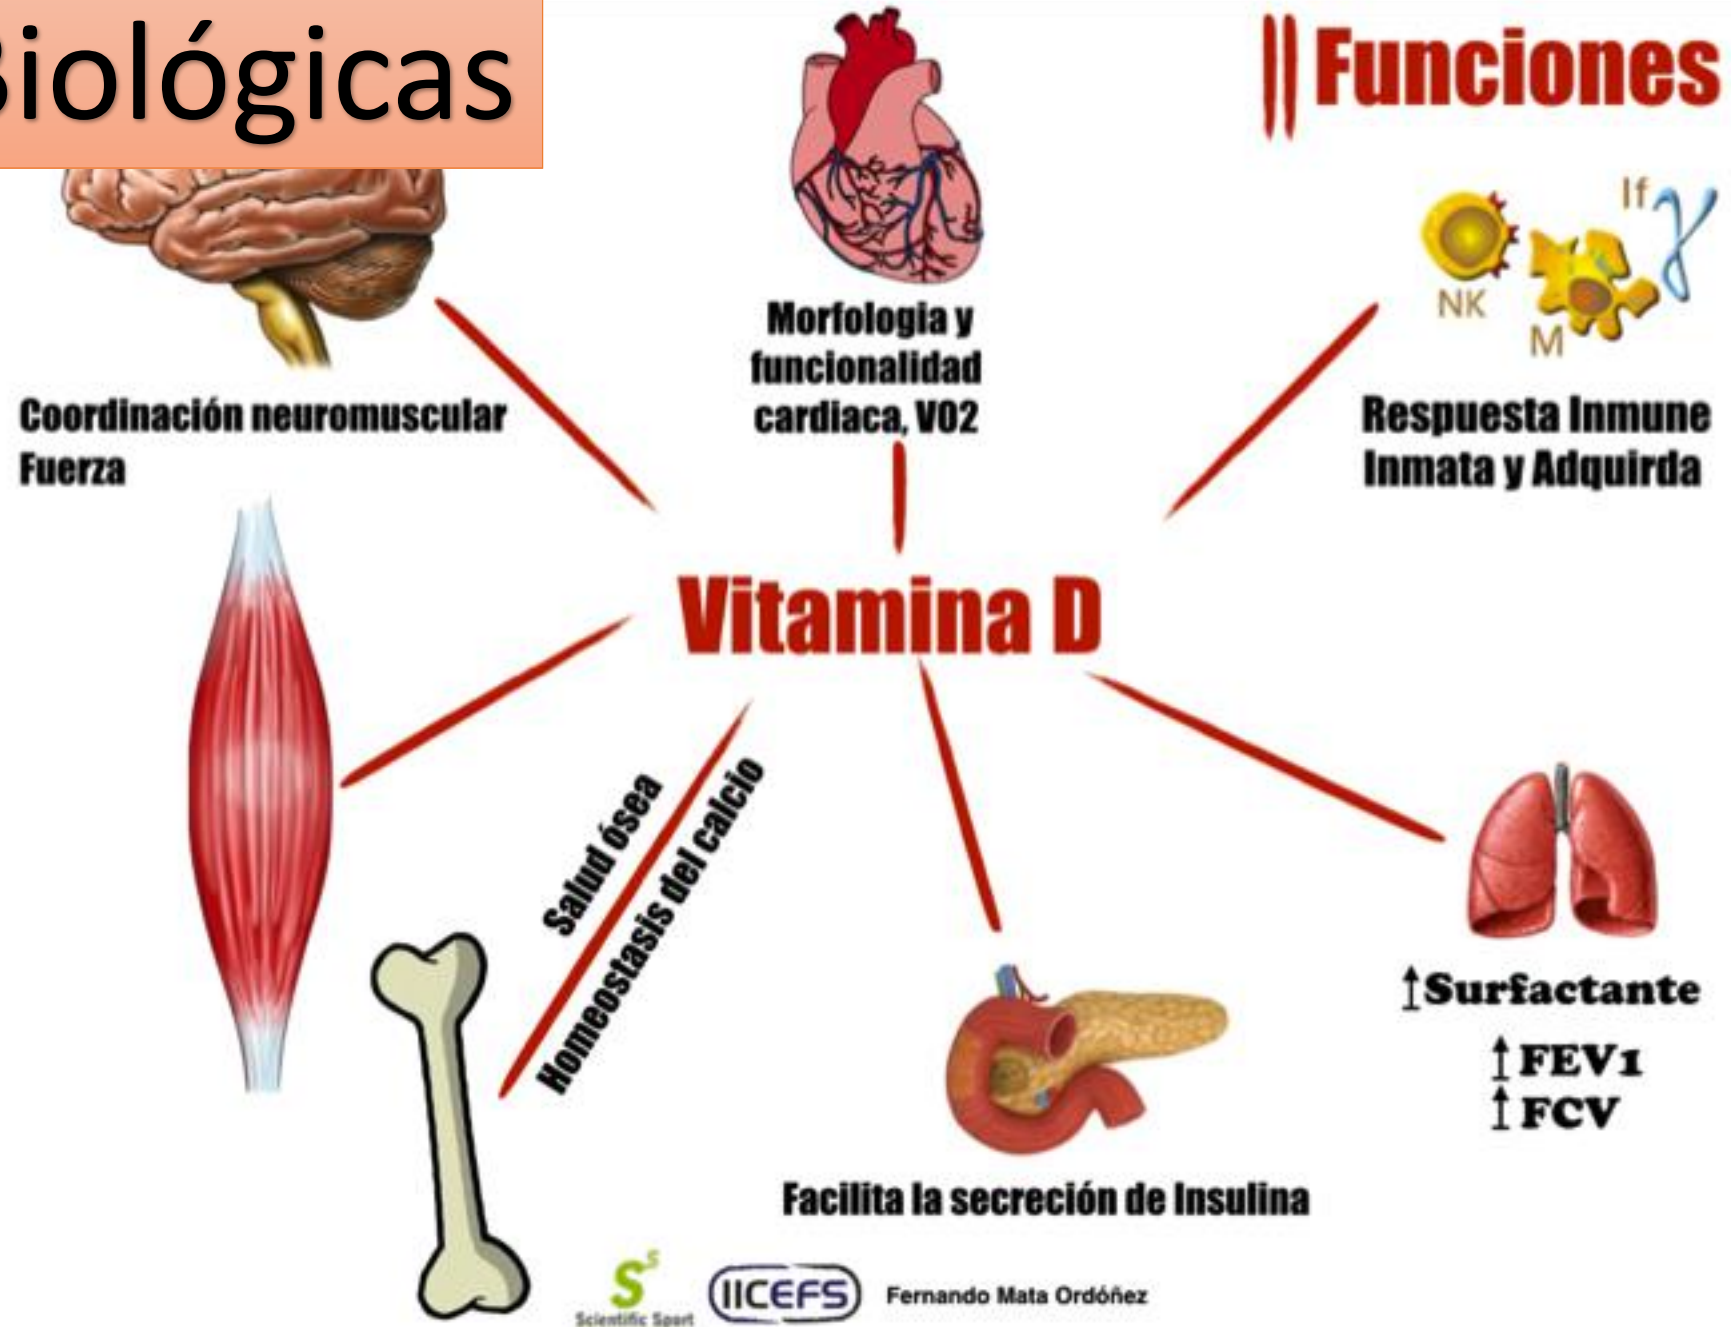 Biológicas
Funciones
If γ
NK
M
Coordinación neuromuscular
Fuerza
Morfologia y
funcionalidad
cardiaca, VO2
Respuesta Inmune
Inmata y Adquirda
Vitamina D
Salud ósea
Homeostasis del calcio
↑Surfactante
↑FEV1
↑FCV
Facilita la secreción de Insulina
S S
Scientific Sport
IICEFS
Fernando Mata Ordóñez